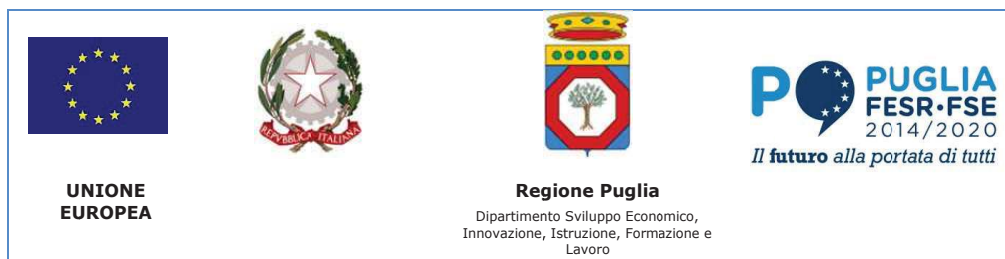 UNIONE
EUROPEA
REPVBBLICA ITALIANA
Regione Puglia
Dipartimento Sviluppo Economico,
Innovazione, Istruzione, Formazione e
Lavoro
PO PUGLIA
FESR•FSE
2014/2020
Il futuro alla portata di tutti